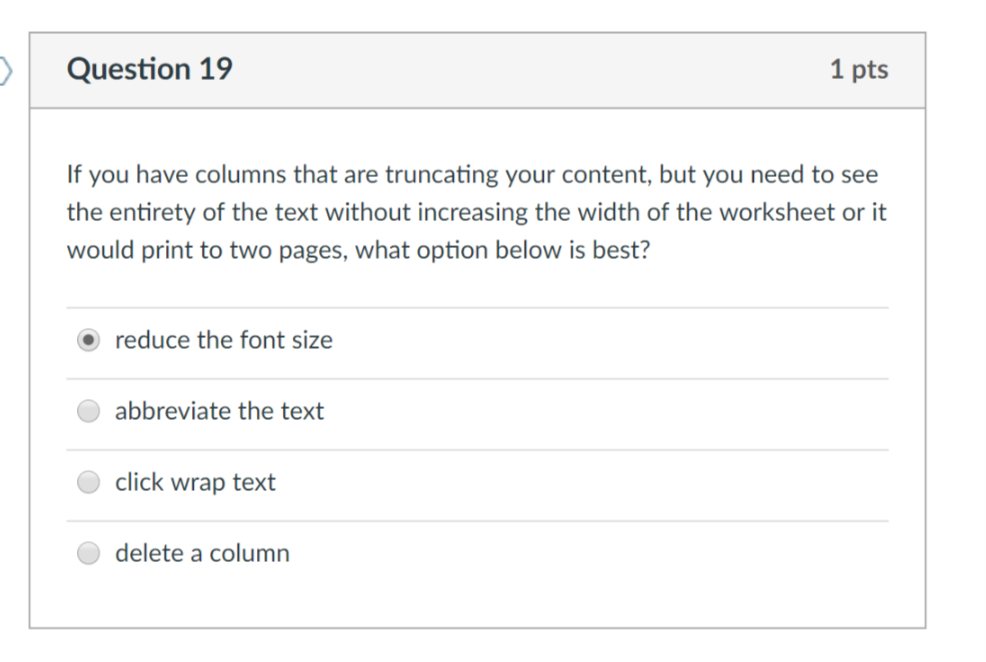 Question 19
1 pts
If you have columns that are truncating your content, but you need to see
the entirety of the text without increasing the width of the worksheet or it
would print to two pages, what option below is best?
reduce the font size
abbreviate the text
click wrap text
delete a column